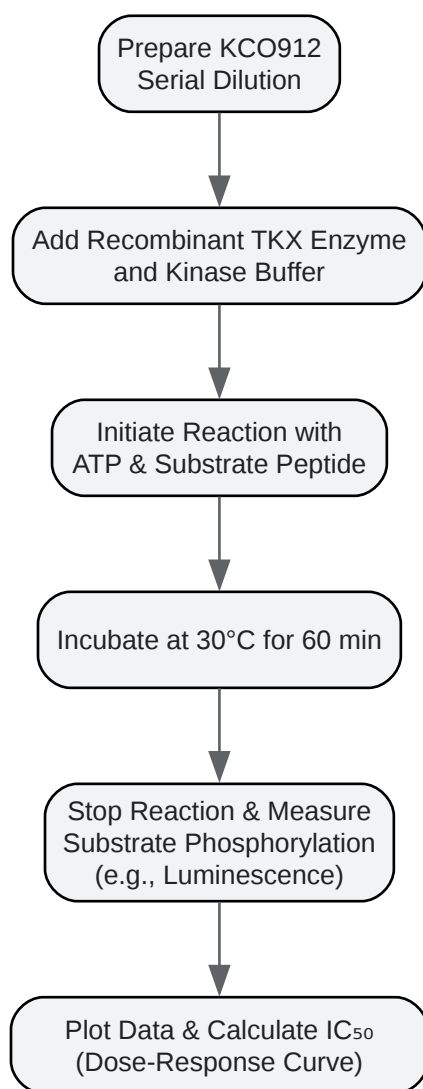 Prepare KCO912
Serial Dilution
Add Recombinant TKX Enzyme
and Kinase Buffer
Initiate Reaction with
ATP & Substrate Peptide
Incubate at 30°C for 60 min
Stop Reaction & Measure
Substrate Phosphorylation
(e.g., Luminescence)
Plot Data & Calculate IC₅₀
(Dose-Response Curve)